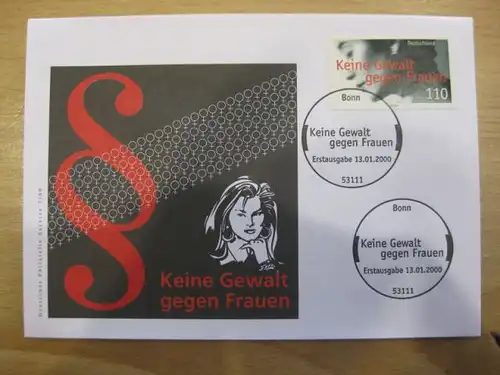 Deutschland
Keine Gewalt
gegen Frauen
110
Bonn
Keine Gewalt
gegen Frauen
Erstausgabe 13.01.2000
53111
Bonn
Keine Gewalt
gegen Frauen
Erstausgabe 13.01.2000
53111
§
Keine Gewalt
gegen Frauen